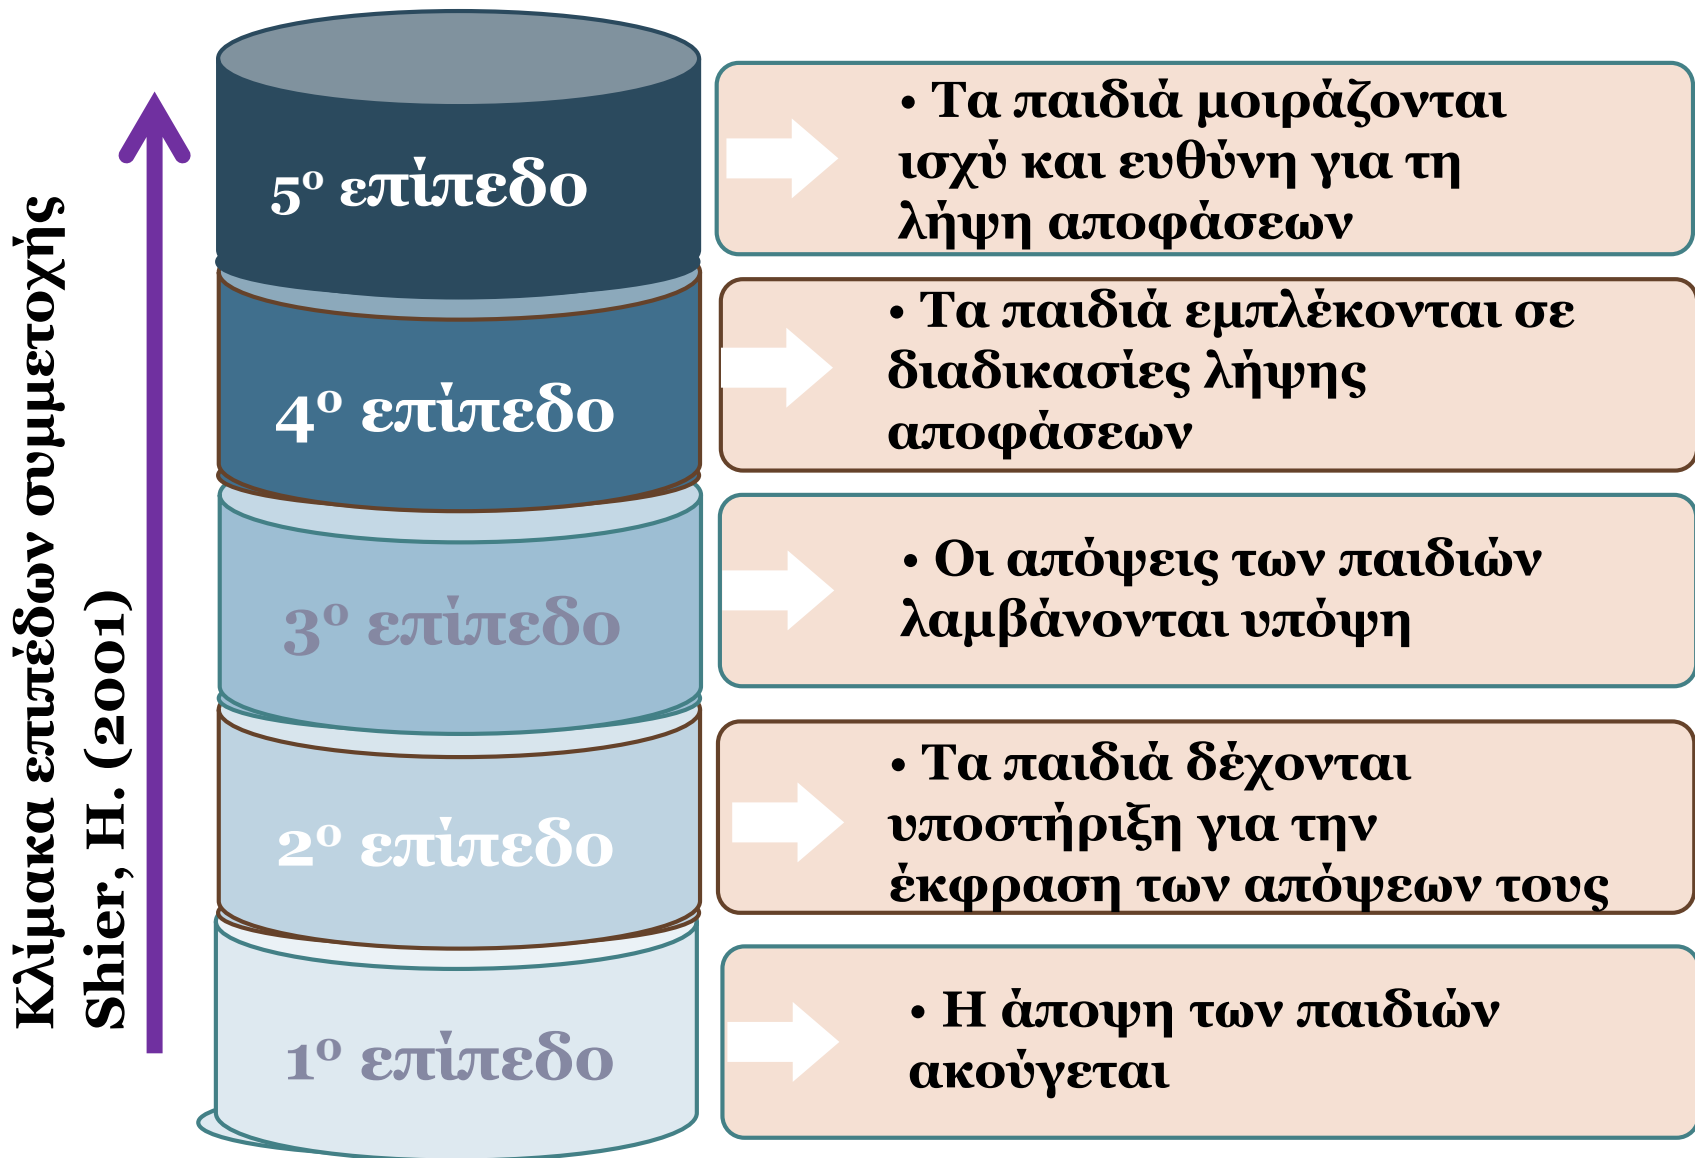 Κλίμακα επιπέδων συμμετοχής
Shier, H. (2001)
5ο επίπεδο
• Τα παιδιά μοιράζονται
ισχύ και ευθύνη για τη
λήψη αποφάσεων
4ο επίπεδο
• Τα παιδιά εμπλέκονται σε
διαδικασίες λήψης
αποφάσεων
3ο επίπεδο
• Οι απόψεις των παιδιών
λαμβάνονται υπόψη
2ο επίπεδο
• Τα παιδιά δέχονται
υποστήριξη για την
έκφραση των απόψεων τους
1ο επίπεδο
• Η άποψη των παιδιών
ακούγεται